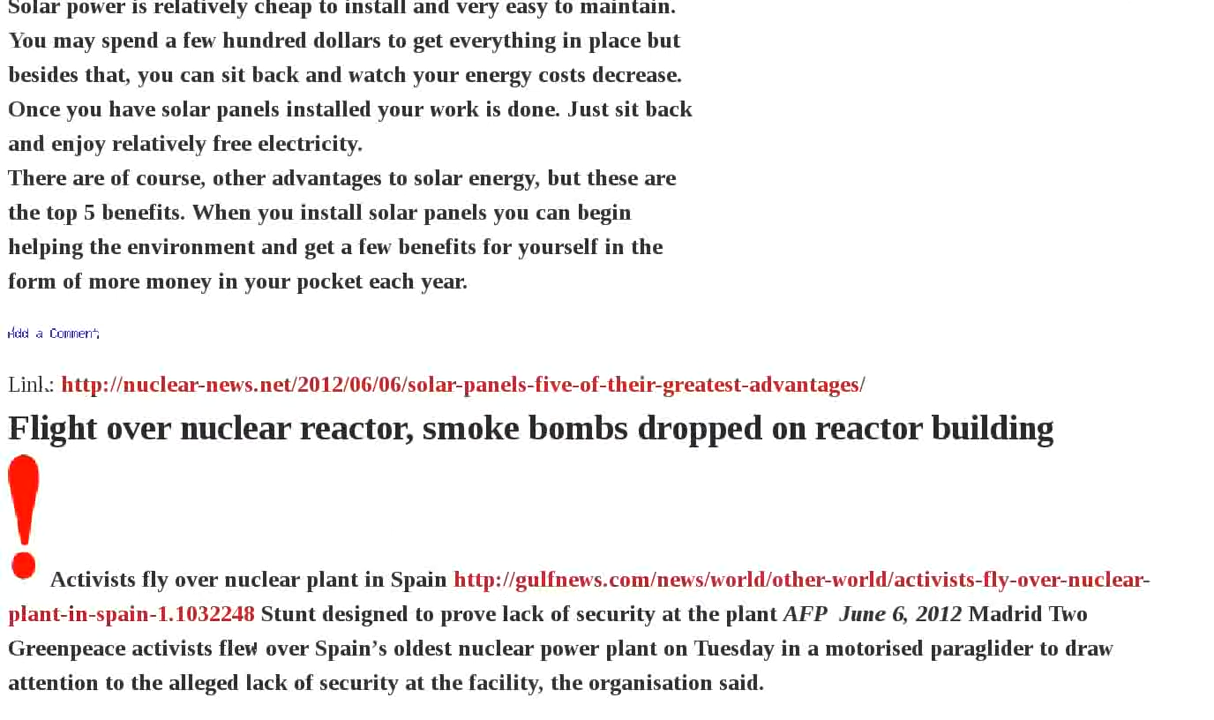 Solar power is relatively cheap to install and very easy to maintain.
You may spend a few hundred dollars to get everything in place but
besides that, you can sit back and watch your energy costs decrease.
Once you have solar panels installed your work is done. Just sit back
and enjoy relatively free electricity.
There are of course, other advantages to solar energy, but these are
the top 5 benefits. When you install solar panels you can begin
helping the environment and get a few benefits for yourself in the
form of more money in your pocket each year.
Add a Comment
Link: http://nuclear-news.net/2012/06/06/solar-panels-five-of-their-greatest-advantages/
Flight over nuclear reactor, smoke bombs dropped on reactor building
!
Activists fly over nuclear plant in Spain http://gulfnews.com/news/world/other-world/activists-fly-over-nuclear-
plant-in-spain-1.1032248 Stunt designed to prove lack of security at the plant AFP June 6, 2012 Madrid Two
Greenpeace activists flew over Spain’s oldest nuclear power plant on Tuesday in a motorised paraglider to draw
attention to the alleged lack of security at the facility, the organisation said.